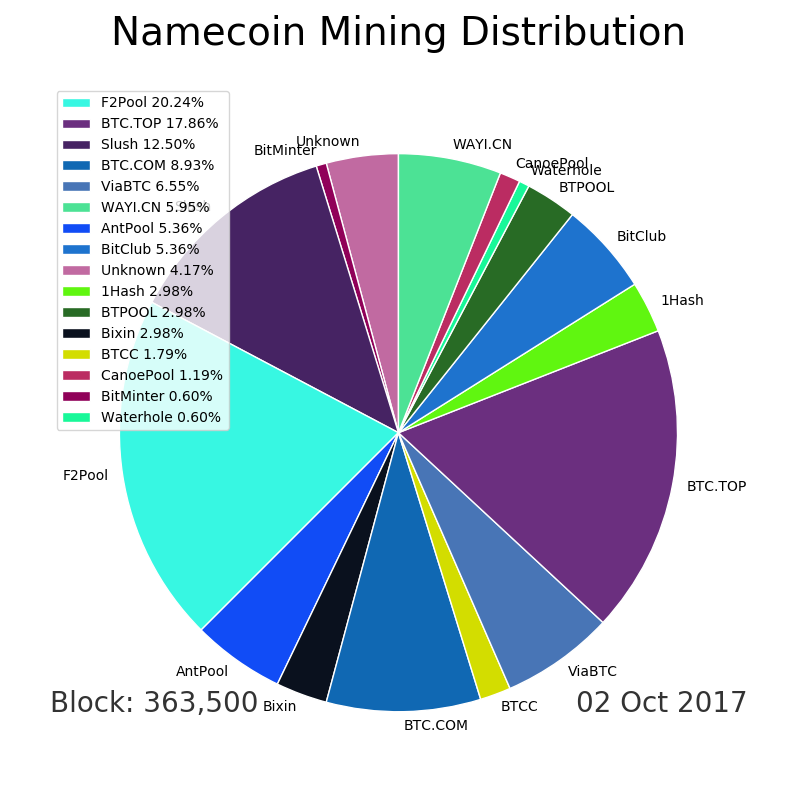 Namecoin Mining Distribution
F2Pool 20.24%
BTC.TOP 17.86%
Slush 12.50%
BTC.COM 8.93%
ViaBTC 6.55%
WAYI.CN 5.95%
AntPool 5.36%
BitClub 5.36%
Unknown 4.17%
1Hash 2.98%
BTPOOL 2.98%
Bixin 2.98%
BTCC 1.79%
CanoePool 1.19%
BitMinter 0.60%
Waterhole 0.60%
Unknown
BitMinter
WAYI.CN
CanoePool
Waterhole
BTPOOL
BitClub
1Hash
BTC.TOP
ViaBTC
BTCC
BTC.COM
Bixin
AntPool
F2Pool
Block: 363,500
02 Oct 2017